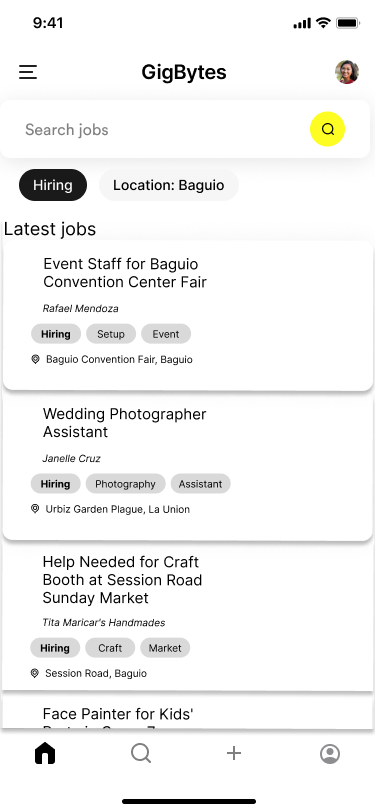 9:41
GigBytes
Search jobs
Hiring
Location: Baguio
Latest jobs
Event Staff for Baguio
Convention Center Fair
Rafael Mendoza
Hiring Setup Event
Baguio Convention Fair, Baguio
Wedding Photographer
Assistant
Janelle Cruz
Hiring Photography Assistant
Urbiz Garden Plague, La Union
Help Needed for Craft
Booth at Session Road
Sunday Market
Tita Maricar's Handmades
Hiring Craft Market
Session Road, Baguio
Face Painter for Kids'